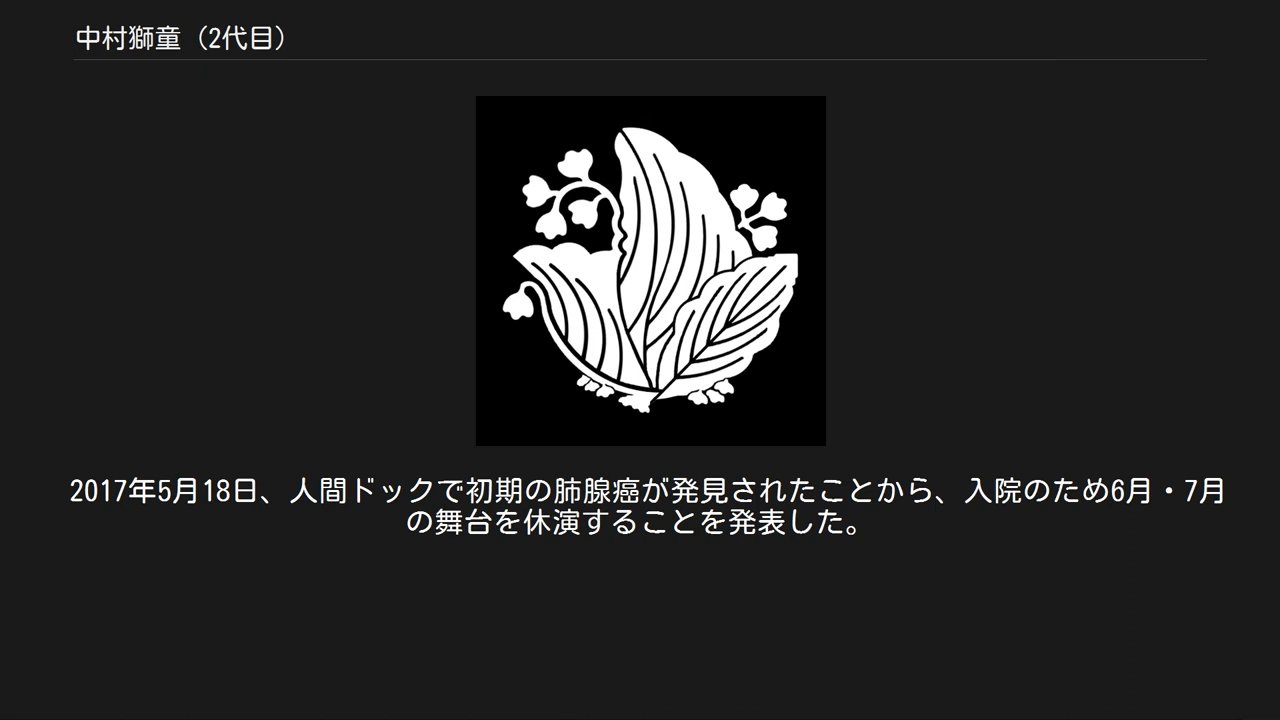 中村獅童（2代目）
2017年5月18日、人間ドックで初期の肺腺癌が発見されたことから、入院のため6月・7月
の舞台を休演することを発表した。